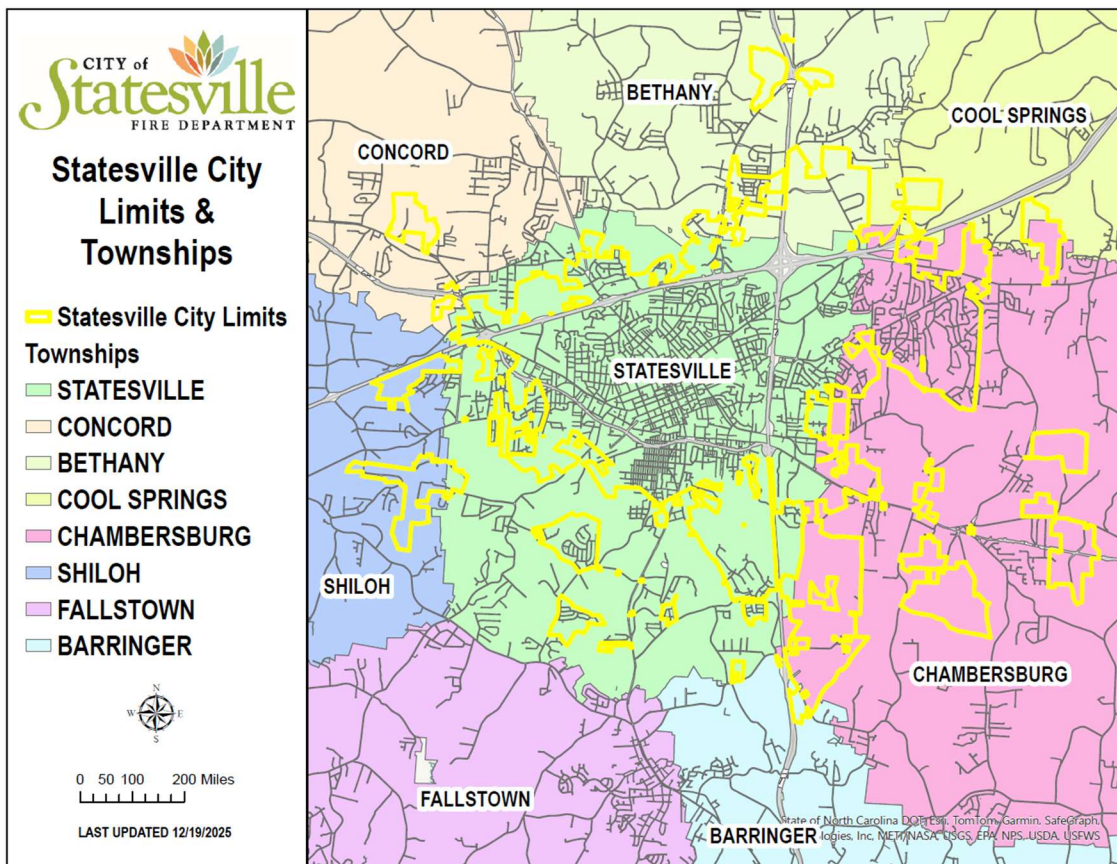 CITY of
Statesville
FIRE DEPARTMENT
Statesville City
Limits &
Townships
Statesville City Limits
Townships
STATESVILLE
CONCORD
BETHANY
COOL SPRINGS
CHAMBERSBURG
SHILOH
FALLSTOWN
BARRINGER
N
W E
S
0 50 100 200 Miles
LAST UPDATED 12/19/2025
BETHANY
COOL SPRINGS
CONCORD
STATESVILLE
SHILOH
CHAMBERSBURG
FALLSTOWN
BARRINGER
State of North Carolina DOT, Esri, TomTom, Garmin, SafeGraph,
logies, Inc, METI/NASA, USGS, EPA, NPS, USDA, USFWS